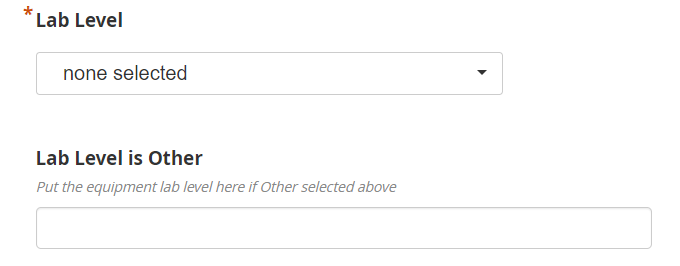 * Lab Level
none selected
Lab Level is Other
Put the equipment lab level here if Other selected above